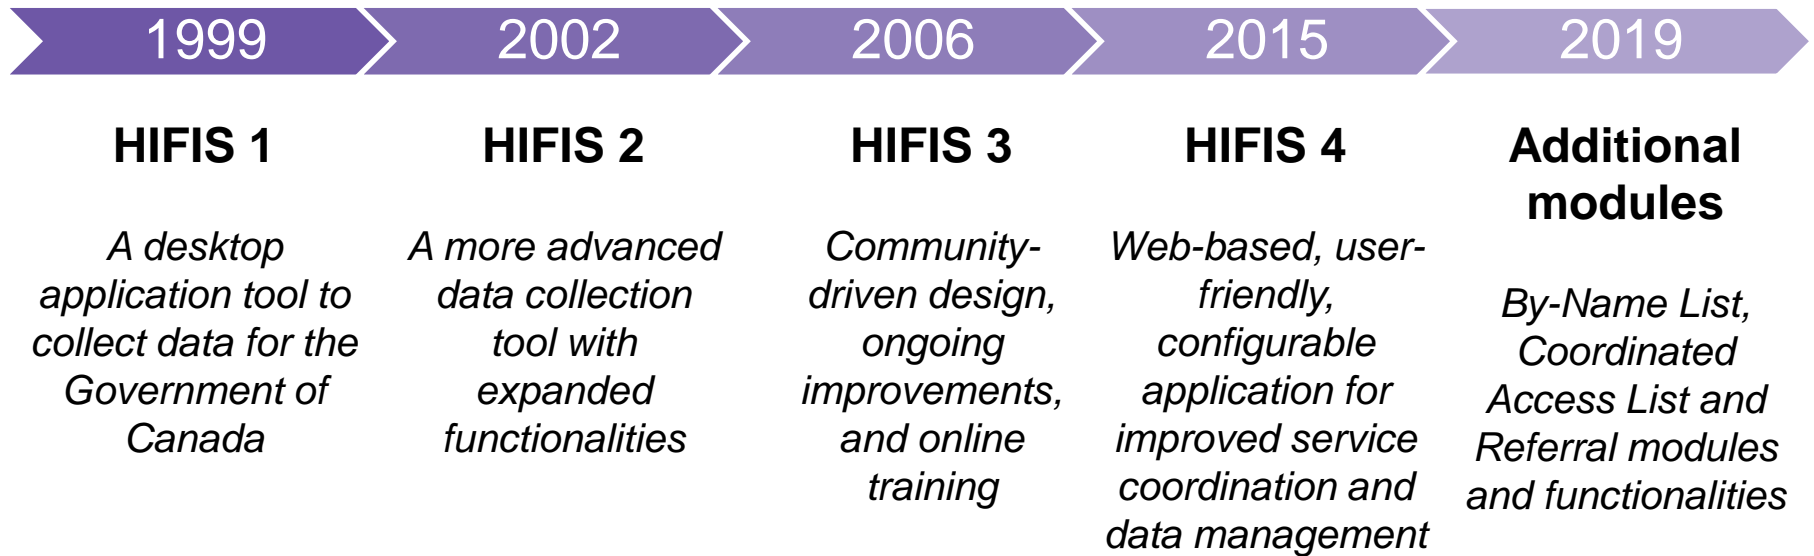 1999
2002
2006
2015
2019
HIFIS 1
A desktop
application tool to
collect data for the
Government of
Canada
HIFIS 2
A more advanced
data collection
tool with
expanded
functionalities
HIFIS 3
Community-
driven design,
ongoing
improvements,
and online
training
HIFIS 4
Web-based, user-
friendly,
configurable
application for
improved service
coordination and
data management
Additional
modules
By-Name List,
Coordinated
Access List and
Referral modules
and functionalities